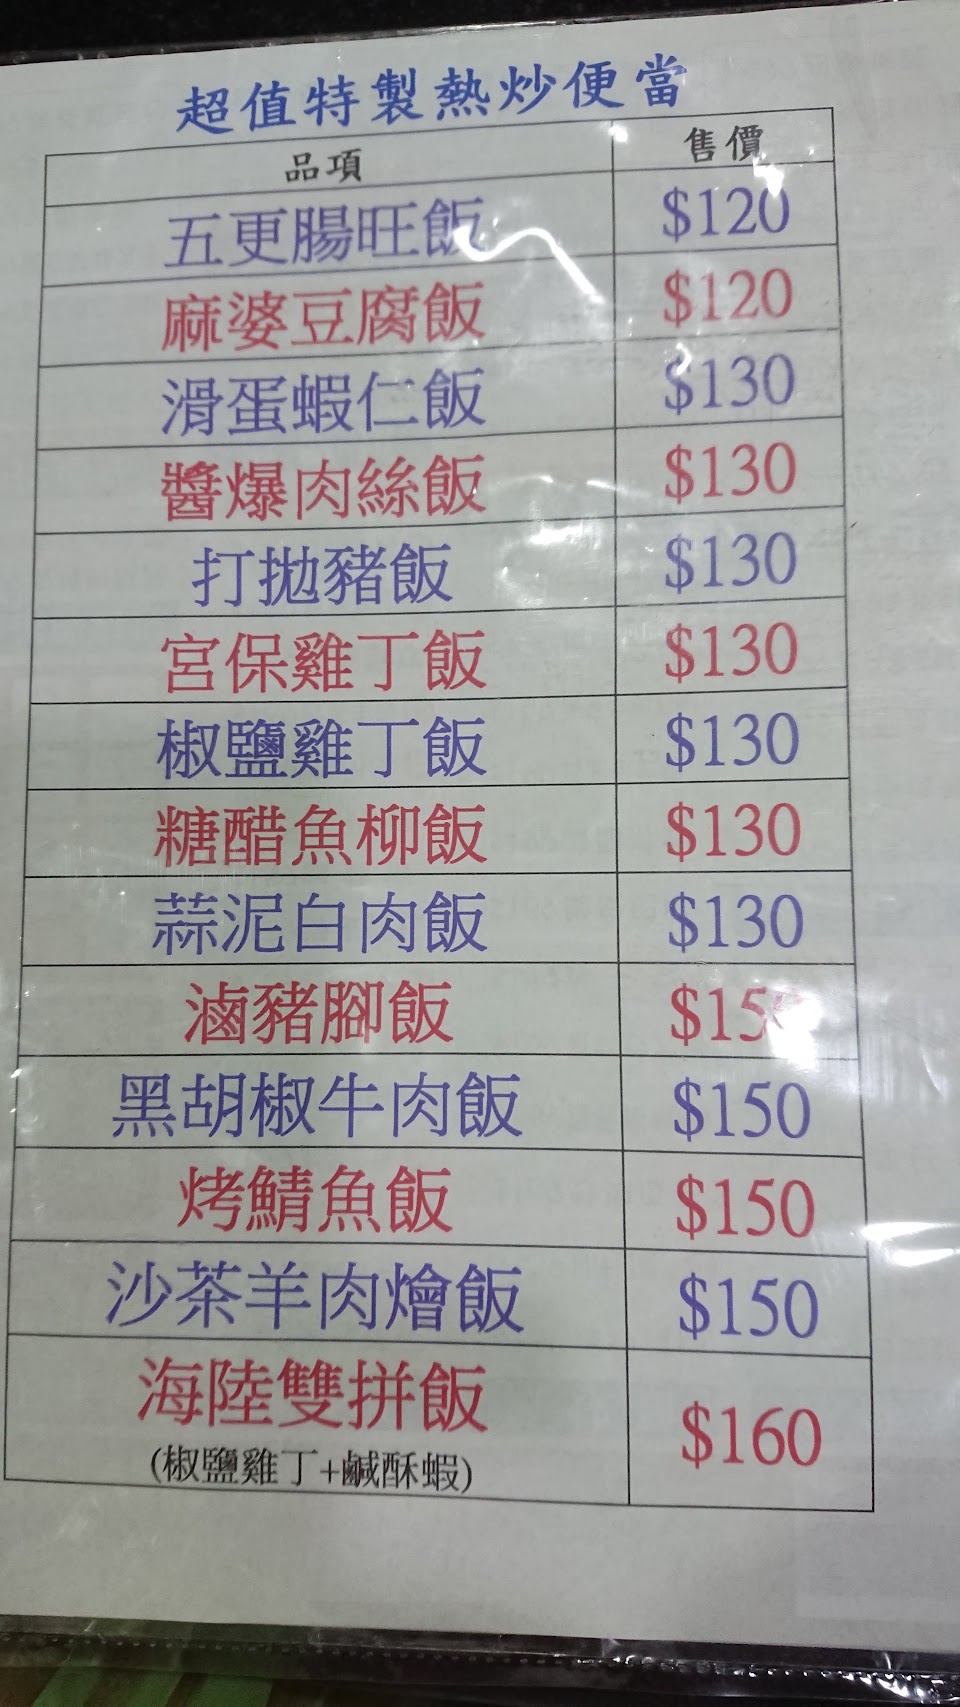 超值特製熱炒便當
品項 售價
五更腸旺飯 $120
麻婆豆腐飯 $120
滑蛋蝦仁飯 $130
醬爆肉絲飯 $130
打拋豬飯 $130
宮保雞丁飯 $130
椒鹽雞丁飯 $130
糖醋魚柳飯 $130
蒜泥白肉飯 $130
滷豬腳飯 $150
黑胡椒牛肉飯 $150
烤鯖魚飯 $150
沙茶羊肉燴飯 $150
海陸雙拼飯 $160
(椒鹽雞丁+鹹酥蝦)